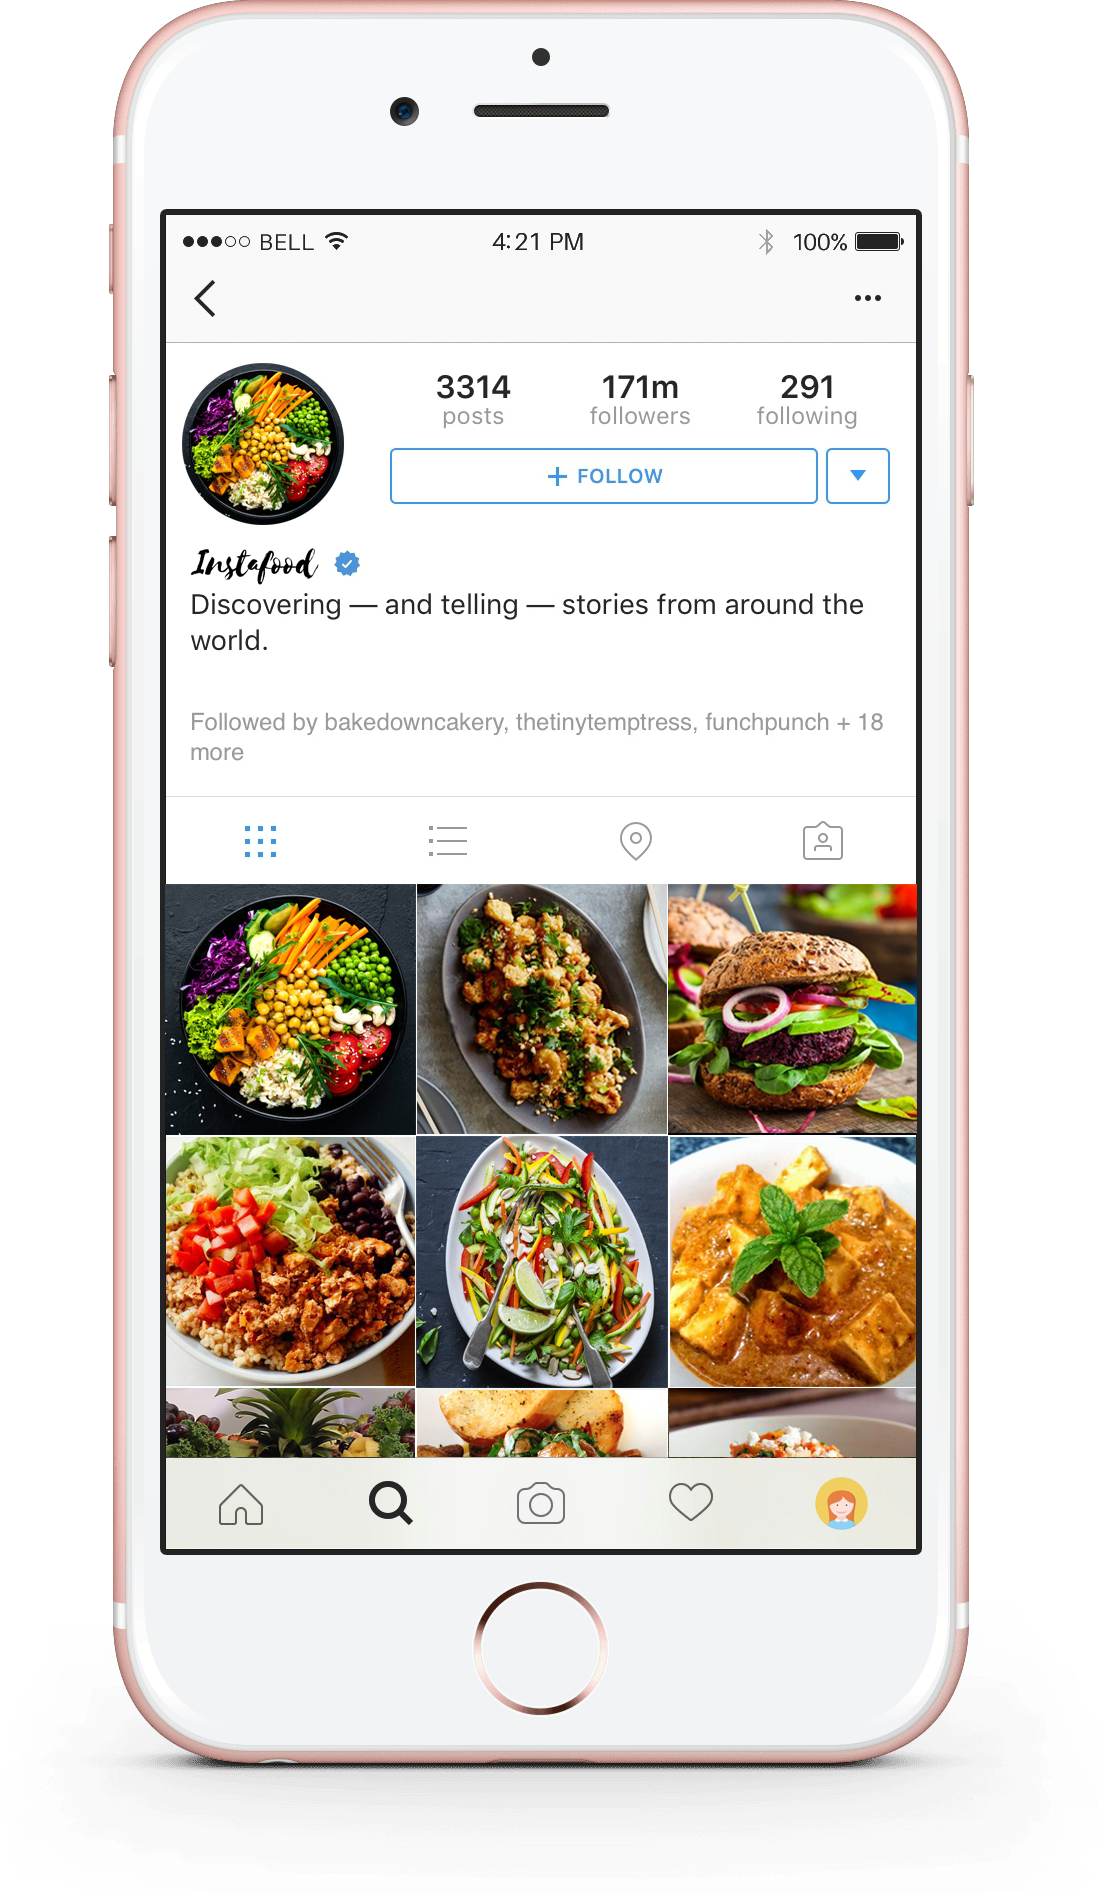 BELL 4:21 PM 100%
3314 171m 291
posts followers following
+ FOLLOW
Instafood
Discovering — and telling — stories from around the
world.
Followed by bakedowncakery, thetinytemptress, funchpunch + 18
more